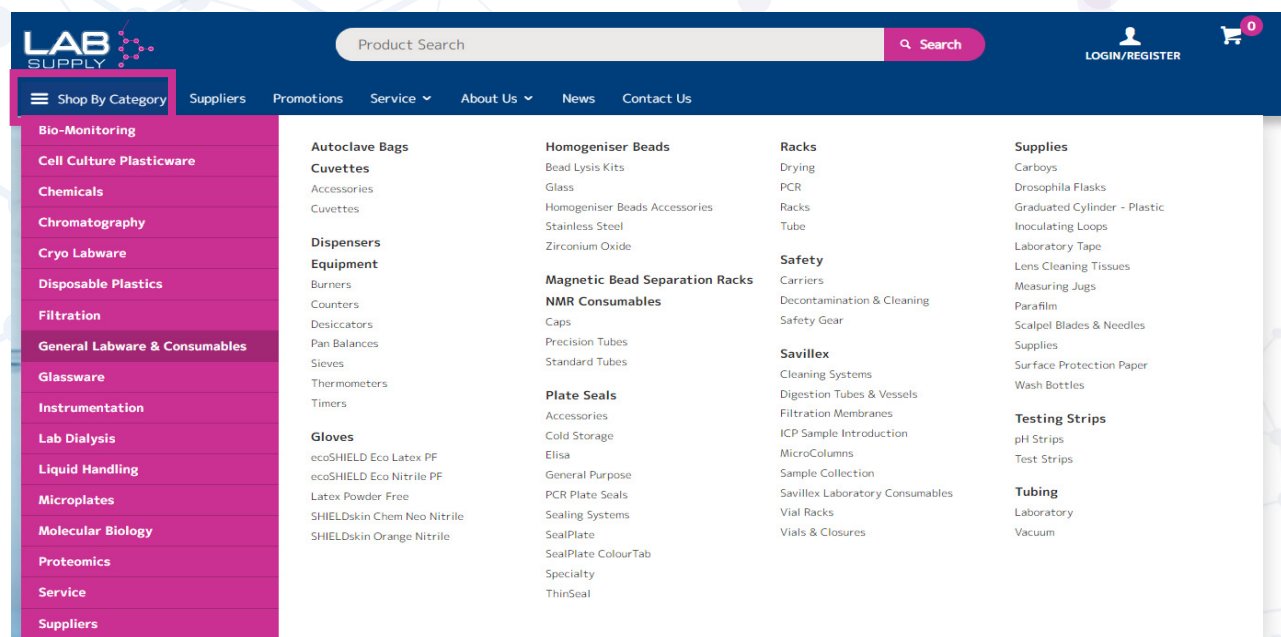 LAB
SUPPLY
Product Search
Search
LOGIN/REGISTER
0
Shop By Category
Suppliers
Promotions
Service
About Us
News
Contact Us
Bio-Monitoring
Cell Culture Plasticware
Chemicals
Chromatography
Cryo Labware
Disposable Plastics
Filtration
General Labware & Consumables
Glassware
Instrumentation
Lab Dialysis
Liquid Handling
Microplates
Molecular Biology
Proteomics
Service
Suppliers
Autoclave Bags
Cuvettes
Accessories
Cuvettes
Dispensers
Equipment
Burners
Counters
Desiccators
Pan Balances
Sieves
Thermometers
Timers
Gloves
ecoSHIELD Eco Latex PF
ecoSHIELD Eco Nitrile PF
Latex Powder Free
SHIELDskin Chem Neo Nitrile
SHIELDskin Orange Nitrile
Homogeniser Beads
Bead Lysis Kits
Glass
Homogeniser Beads Accessories
Stainless Steel
Zirconium Oxide
Magnetic Bead Separation Racks
NMR Consumables
Caps
Precision Tubes
Standard Tubes
Plate Seals
Accessories
Cold Storage
Elisa
General Purpose
PCR Plate Seals
Sealing Systems
SealPlate
SealPlate ColourTab
Specialty
ThinSeal
Racks
Drying
PCR
Racks
Tube
Safety
Carriers
Decontamination & Cleaning
Safety Gear
Savillex
Cleaning Systems
Digestion Tubes & Vessels
Filtration Membranes
ICP Sample Introduction
MicroColumns
Sample Collection
Savillex Laboratory Consumables
Vial Racks
Vials & Closures
Supplies
Carboys
Drosophila Flasks
Graduated Cylinder - Plastic
Inoculating Loops
Laboratory Tape
Lens Cleaning Tissues
Measuring Jugs
Parafilm
Scalpel Blades & Needles
Supplies
Surface Protection Paper
Wash Bottles
Testing Strips
pH Strips
Test Strips
Tubing
Laboratory
Vacuum